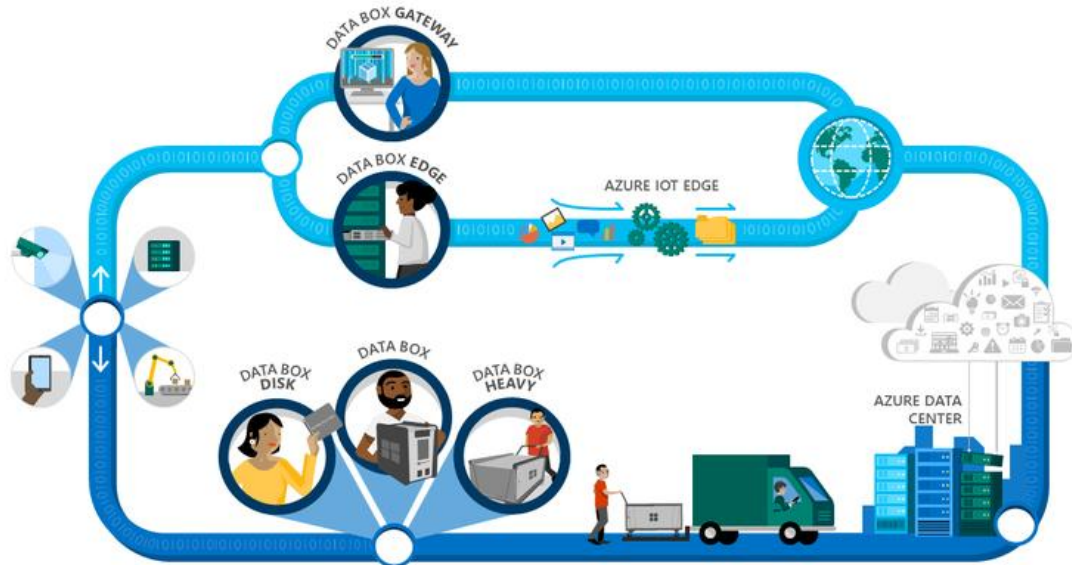 DATA BOX GATEWAY
DATA BOX EDGE
AZURE IOT EDGE
DATA BOX
DISK
DATA BOX
DATA BOX
HEAVY
AZURE DATA
CENTER